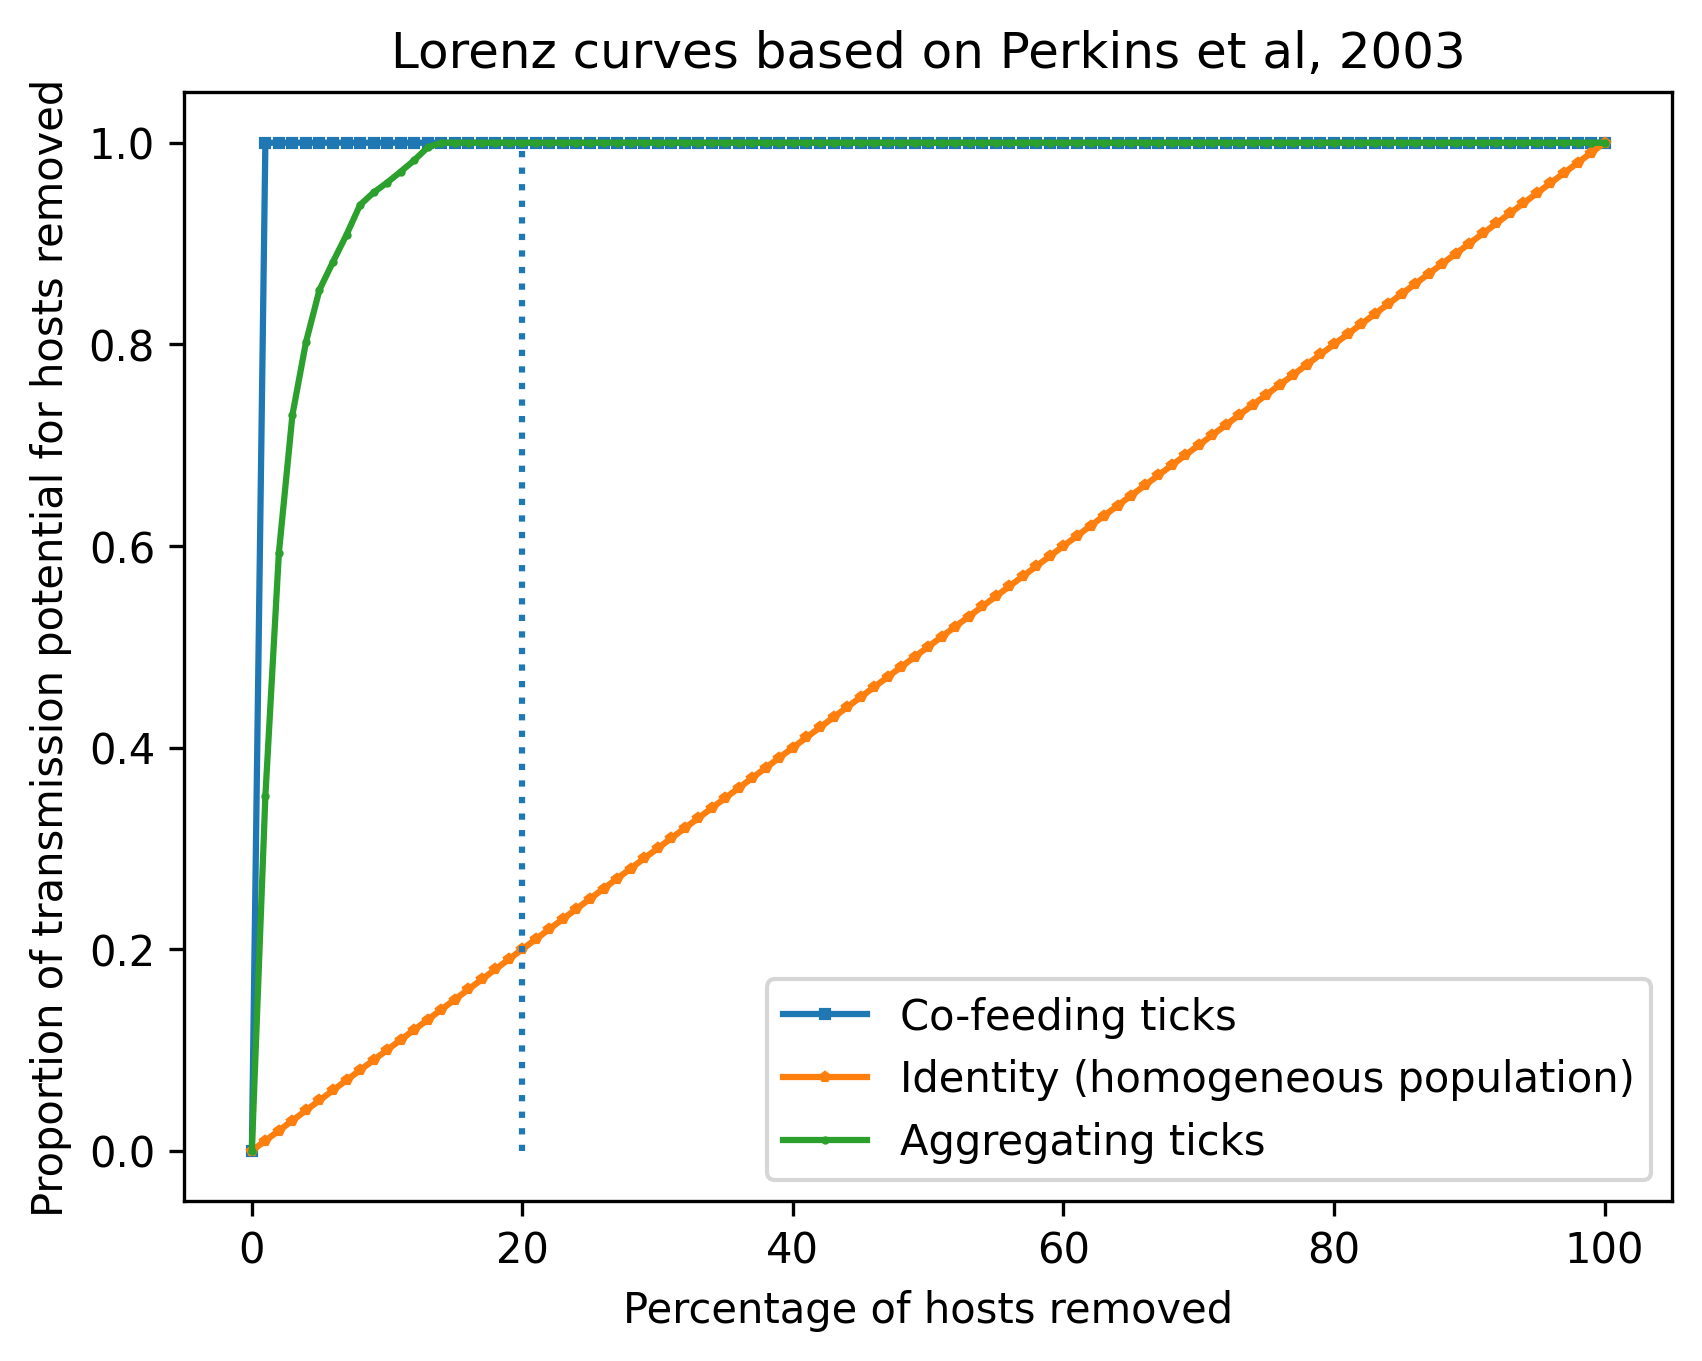 Lorenz curves based on Perkins et al, 2003
Proportion of transmission potential for hosts removed
1.0
0.8
0.6
0.4
0.2
0.0
Co-feeding ticks
Identity (homogeneous population)
Aggregating ticks
0 20 40 60 80 100
Percentage of hosts removed